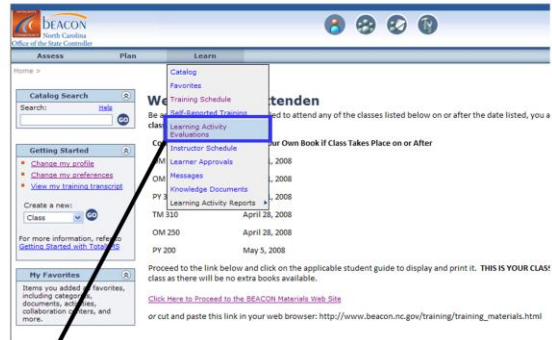 BEACON
North Carolina
Office of the State Controller
Assess Plan Learn
Home >
Catalog Search
Search: Help
GO
Getting Started
Change my profile
Change my preferences
View my training transcript
Create a new:
Class GO
For more information, refer to
Getting Started with
My Favorites
Items you added as favorites,
including categories,
documents, activities,
collaboration centers, and
more.
Catalog
Favorites
Training Schedule
Self-Reported Training
Learning Activity
Evaluations
Instructor Schedule
Learner Approvals
Messages
Knowledge Documents
Learning Activity Reports
We ttenden
Be a ed to attend any of the classes listed below on or after the date listed, you a
clas
Co ur Own Book if Class Takes Place on or After
OM , 2008
OM , 2008
PY 3 , 2008
TM 310 April 28, 2008
OM 250 April 28, 2008
PY 200 May 5, 2008
Proceed to the link below and click on the applicable student guide to display and print it. THIS IS YOUR CLAS
class as there will be no extra books available.
Click Here to Proceed to the BEACON Materials Web Site
or cut and paste this link in your web browser: http://www.beacon.nc.gov/training/training_materials.html